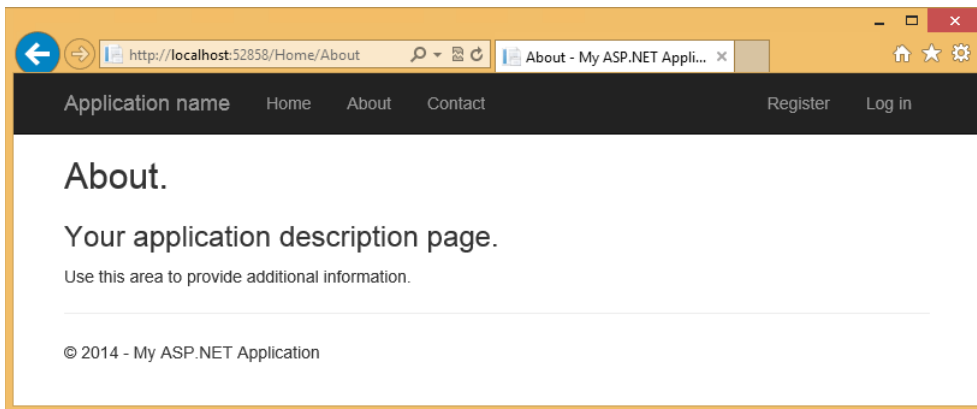 http://localhost:52858/Home/About
About - My ASP.NET Appli...
Application name Home About Contact Register Log in
About.
Your application description page.
Use this area to provide additional information.
© 2014 - My ASP.NET Application